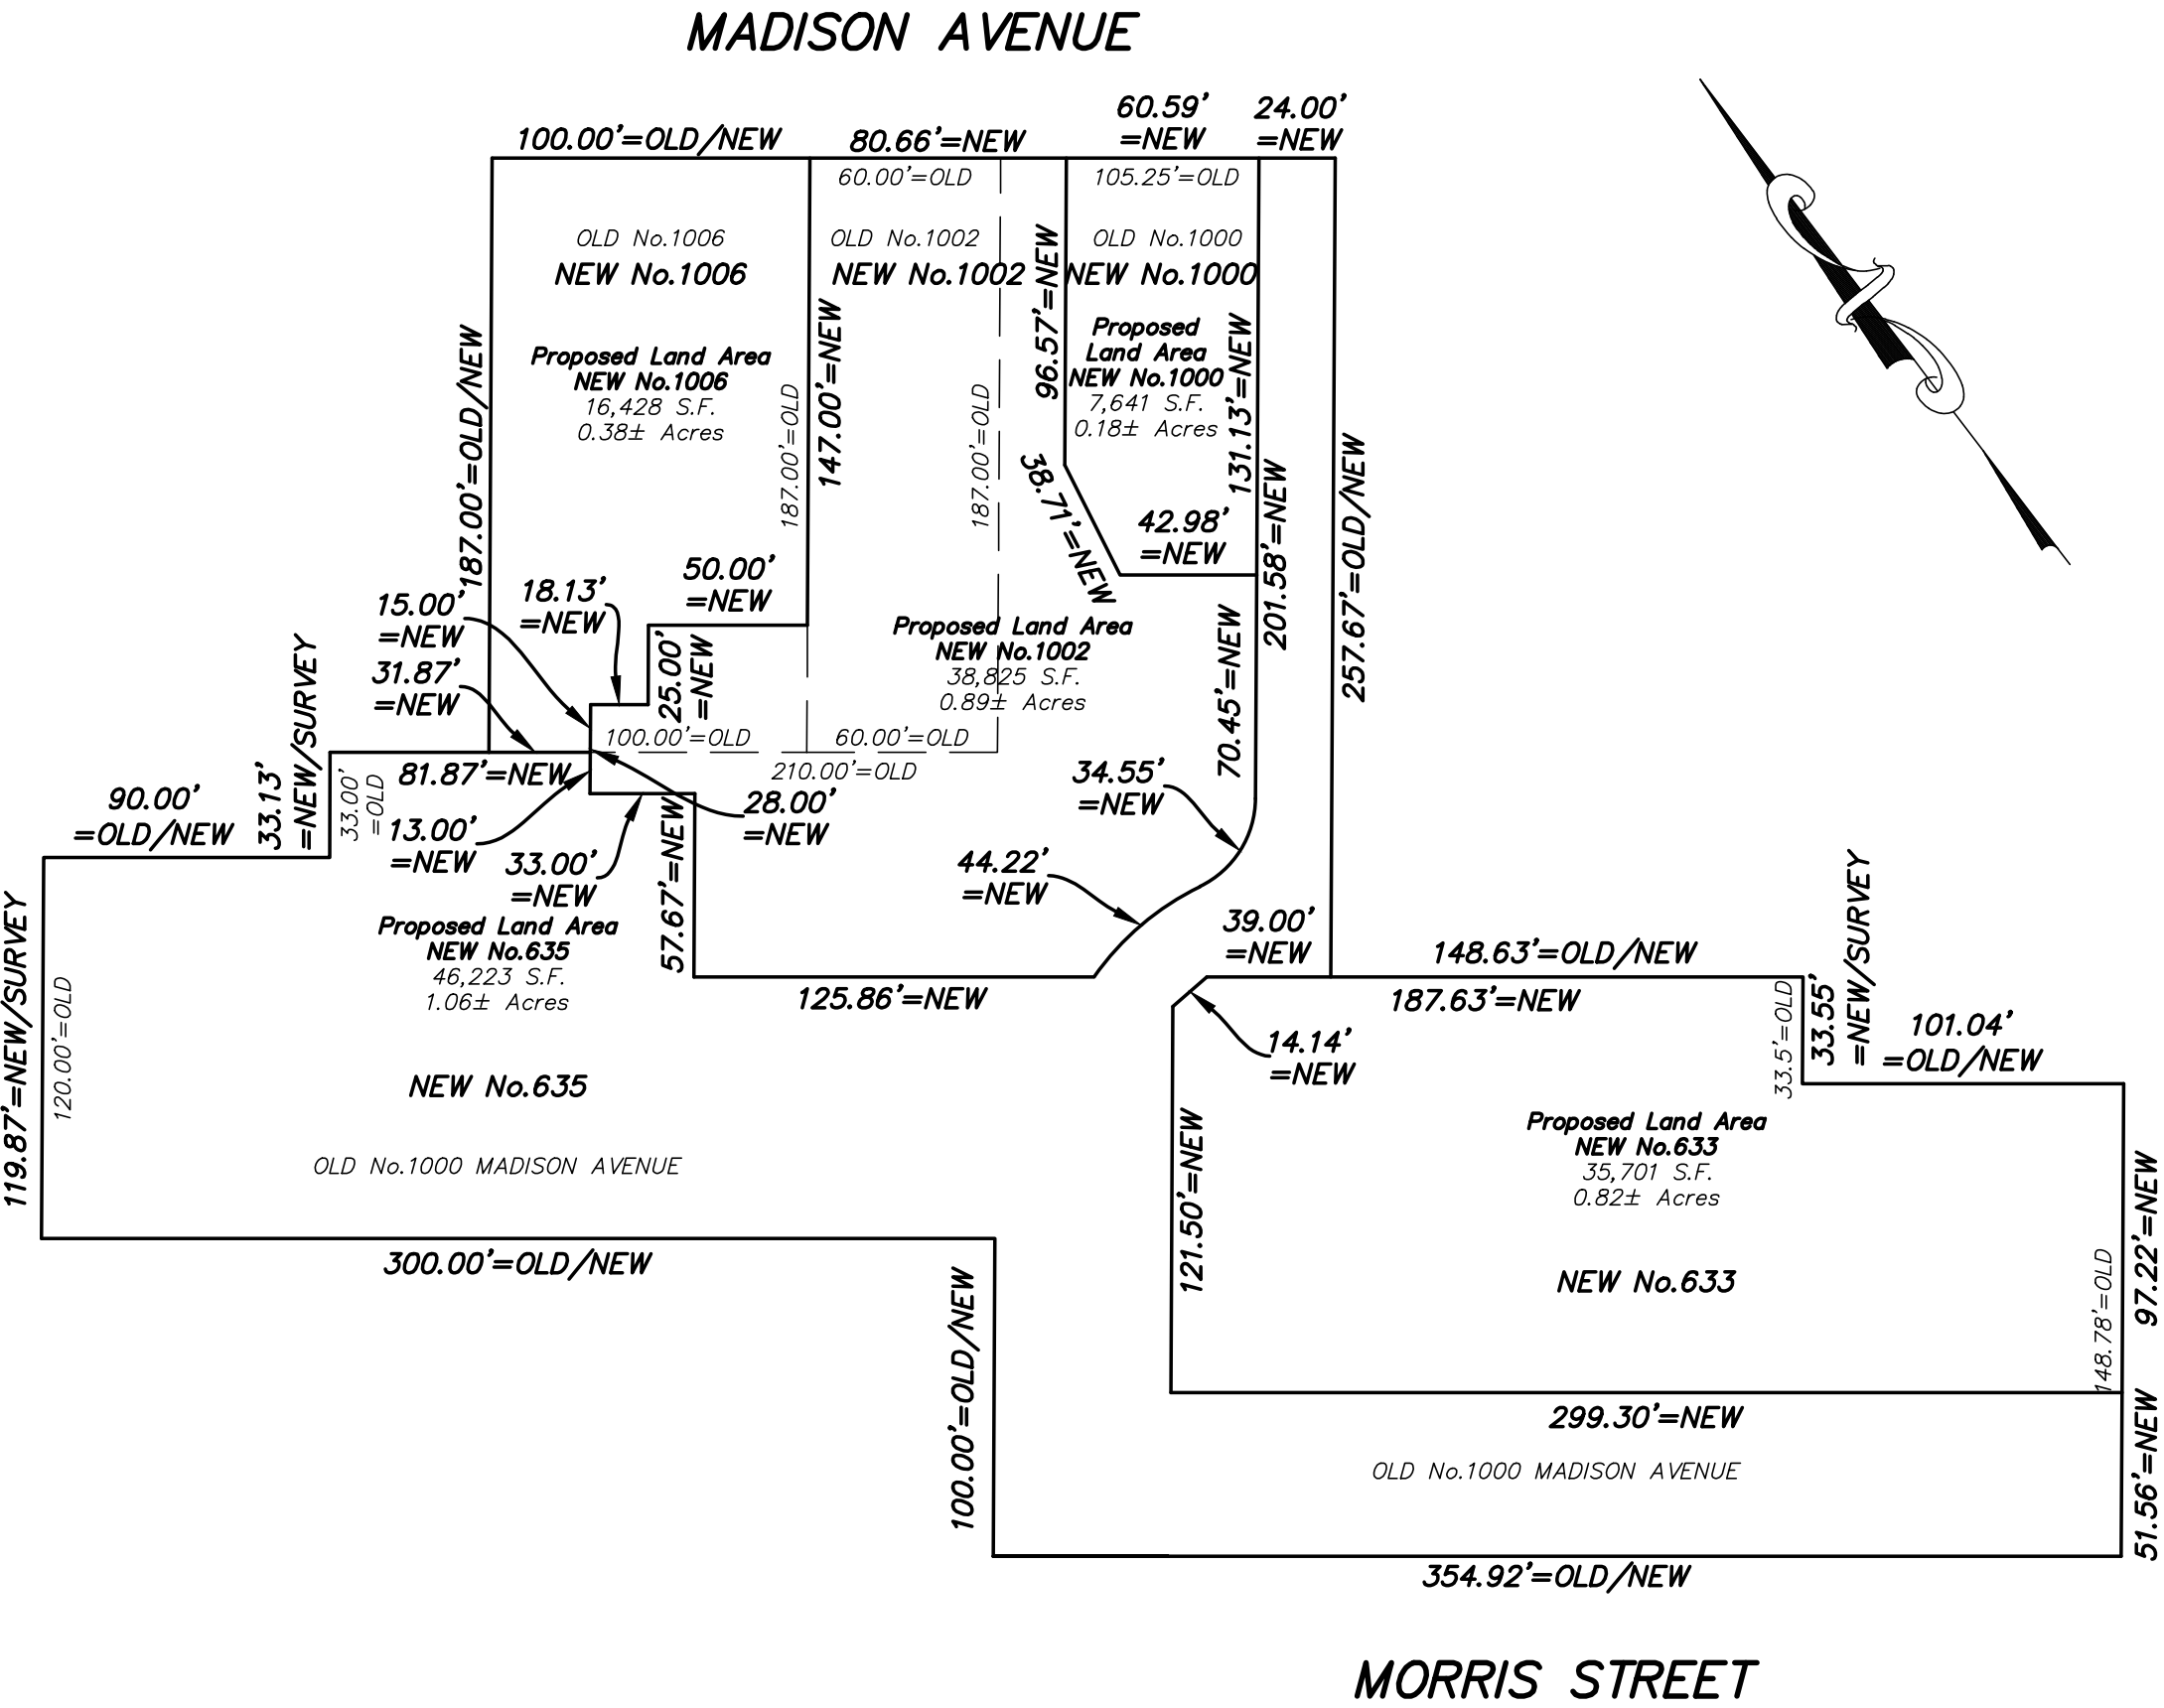 MADISON AVENUE
100.00'=OLD/NEW
80.66'=NEW
60.59'
=NEW
24.00'
=NEW
60.00'=OLD
105.25'=OLD
OLD No.1006
NEW No.1006
OLD No.1002
NEW No.1002
OLD No.1000
NEW No.1000
Proposed Land Area
NEW No.1006
16,428 S.F.
0.38± Acres
187.00'=OLD/NEW
187.00'=OLD
147.00'=NEW
187.00'=OLD
96.57'=NEW
Proposed
Land Area
NEW No.1000
7,641 S.F.
0.18± Acres
131.13'=NEW
38.71'=NEW
42.98'
=NEW
201.58'=NEW
257.67'=OLD/NEW
15.00'
=NEW
18.13'
=NEW
50.00'
=NEW
31.87'
=NEW
25.00'
=NEW
Proposed Land Area
NEW No.1002
38,825 S.F.
0.89± Acres
70.45'=NEW
100.00'=OLD
60.00'=OLD
210.00'=OLD
81.87'=NEW
33.13'
=NEW/SURVEY
33.00'
=OLD
90.00'
=OLD/NEW
13.00'
=NEW
33.00'
=NEW
28.00'
=NEW
34.55'
=NEW
44.22'
=NEW
57.67'=NEW
125.86'=NEW
39.00'
=NEW
148.63'=OLD/NEW
187.63'=NEW
14.14'
=NEW
33.5'=OLD
33.55'
=NEW/SURVEY
101.04'
=OLD/NEW
119.87'=NEW/SURVEY
120.00'=OLD
Proposed Land Area
NEW No.635
46,223 S.F.
1.06± Acres
NEW No.635
OLD No.1000 MADISON AVENUE
300.00'=OLD/NEW
100.00'=OLD/NEW
121.50'=NEW
Proposed Land Area
NEW No.633
35,701 S.F.
0.82± Acres
NEW No.633
148.78'=OLD
97.22'=NEW
299.30'=NEW
OLD No.1000 MADISON AVENUE
51.56'=NEW
354.92'=OLD/NEW
MORRIS STREET